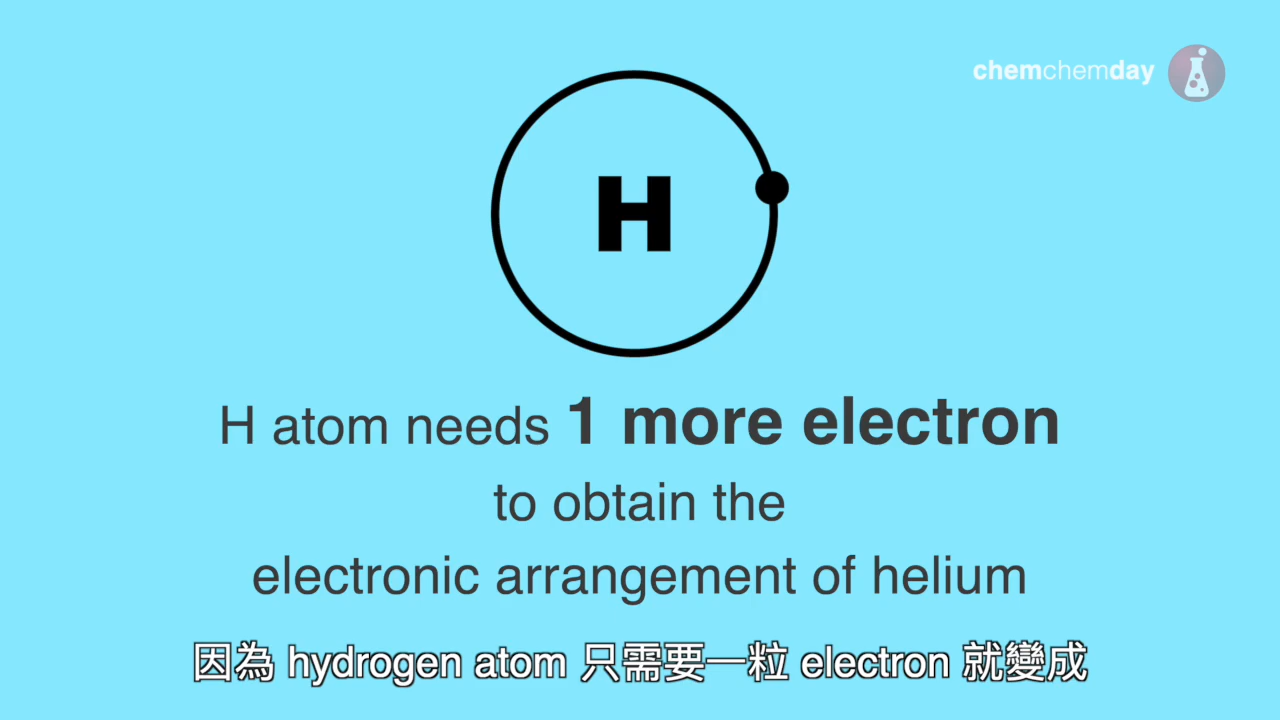 chemchemday
H
H atom needs 1 more electron
to obtain the
electronic arrangement of helium
因為 hydrogen atom 只需要一粒 electron 就變成